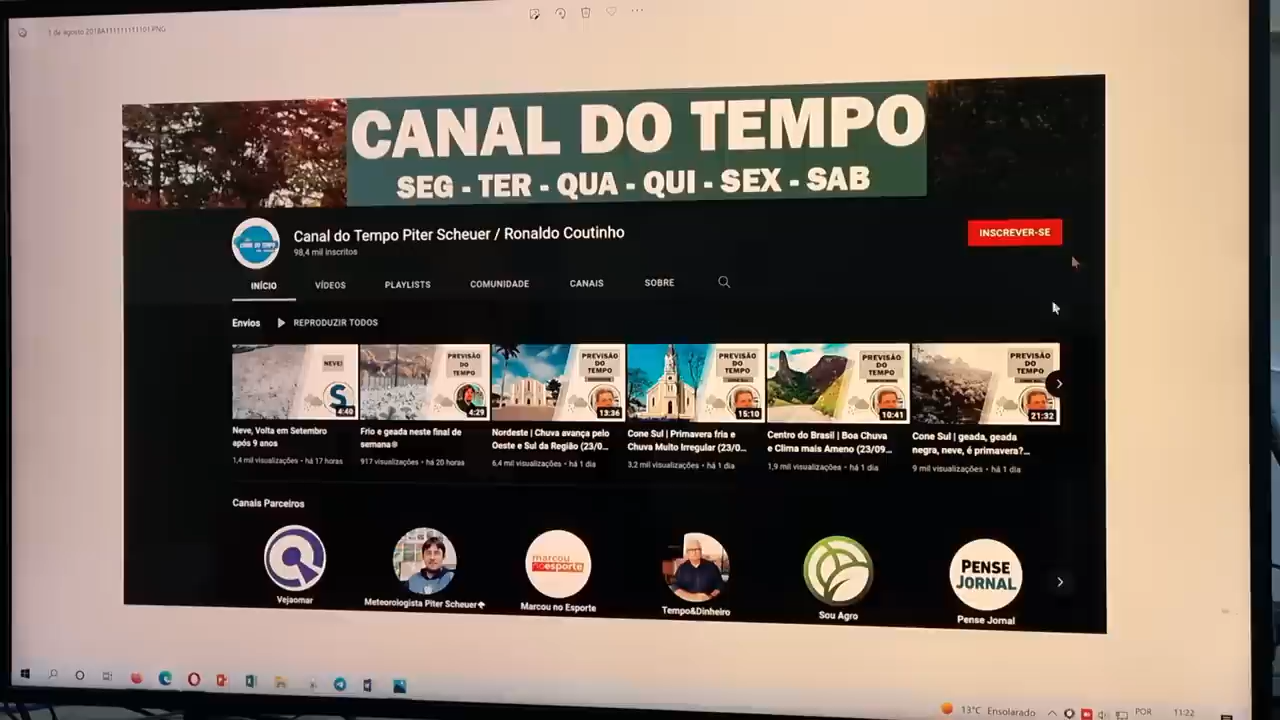 CANAL DO TEMPO
SEG - TER - QUA - QUI - SEX - SAB
Canal do Tempo Piter Scheuer / Ronaldo Coutinho
98,4 mil inscritos
INSCREVER-SE
INÍCIO VÍDEOS PLAYLISTS COMUNIDADE CANAIS SOBRE
Envios REPRODUZIR TODOS
NEVE!
4:40
PREVISÃO
DO
TEMPO
4:29
PREVISÃO
DO TEMPO
13:36
PREVISÃO
DO TEMPO
15:10
PREVISÃO
DO TEMPO
10:41
PREVISÃO
DO TEMPO
21:32
Neve, Volta em Setembro
após 9 anos
1,4 mil visualizações • há 17 horas
Frio e geada neste final de
semana
917 visualizações • há 20 horas
Nordeste | Chuva avança pelo
Oeste e Sul da Região (23/0...
6,4 mil visualizações • há 1 dia
Cone Sul | Primavera fria e
Chuva Muito Irregular (23/0...
3,2 mil visualizações • há 1 dia
Centro do Brasil | Boa Chuva
e Clima mais Ameno (23/09...
1,9 mil visualizações • há 1 dia
Cone Sul | geada, geada
negra, neve, é primavera?...
9 mil visualizações • há 1 dia
Canais Parceiros
marcou
noesporte
PENSE
JORNAL
Vejaomar
Meteorologista Piter Scheuer
Marcou no Esporte
Tempo&Dinheiro
Sou Agro
Pense Jornal
13°C Ensolarado
POR
11:22